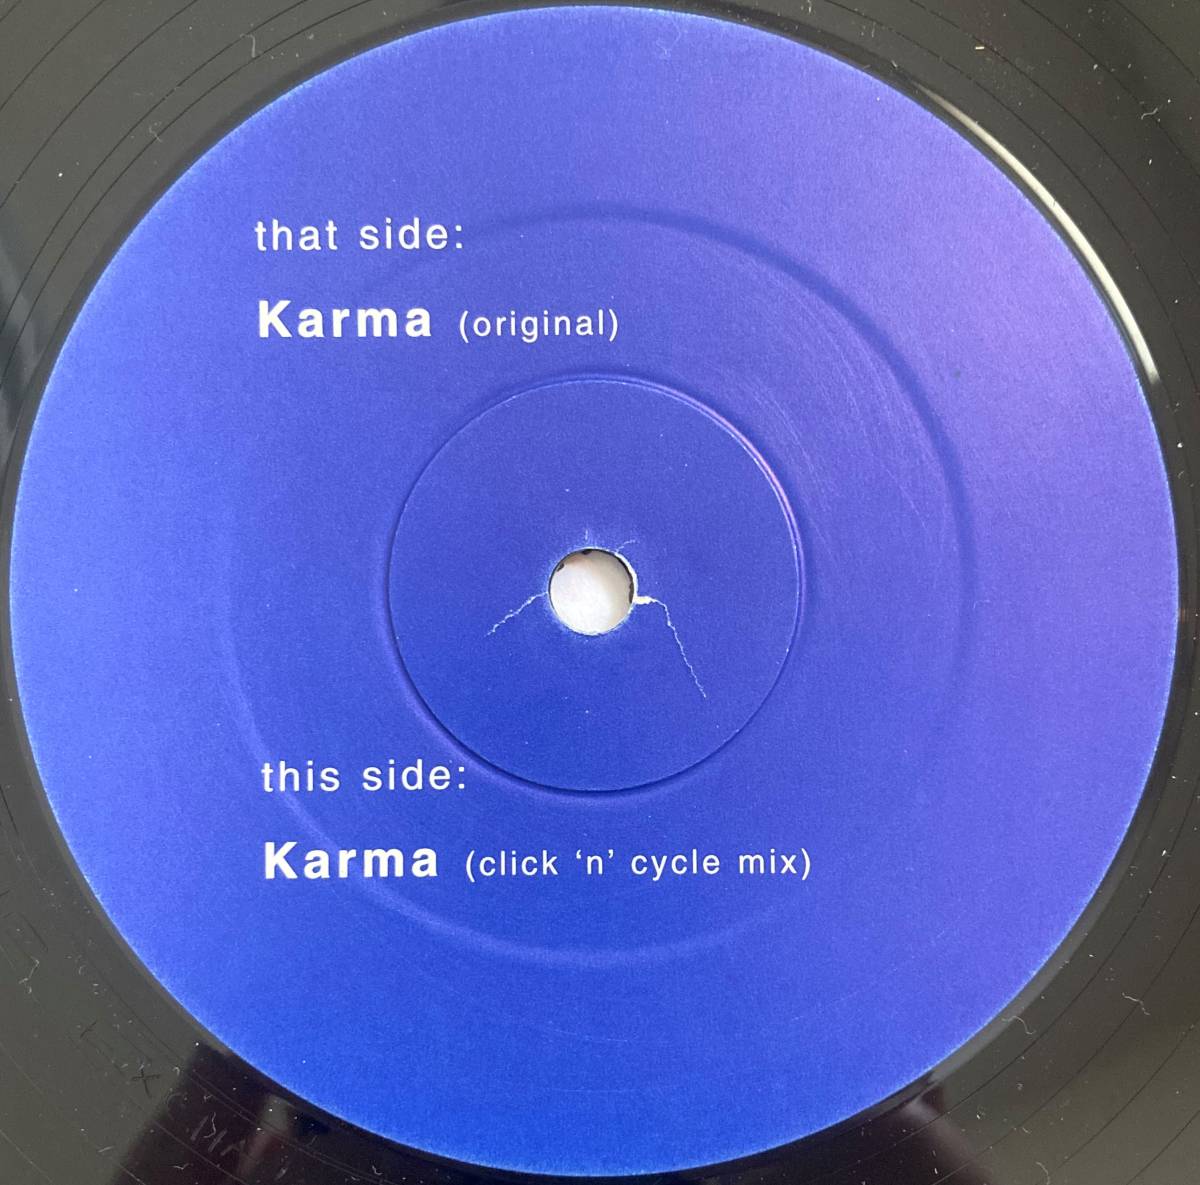 that side:
Karma (original)
this side:
Karma (click ‘n’ cycle mix)